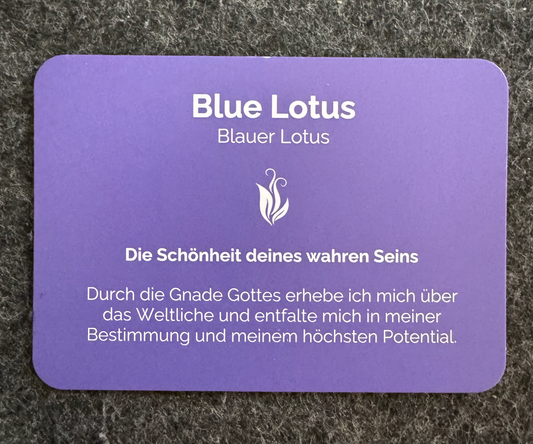 Blue Lotus
Blauer Lotus
Die Schönheit deines wahren Seins
Durch die Gnade Gottes erhebe ich mich über
das Weltliche und entfalte mich in meiner
Bestimmung und meinem höchsten Potential.